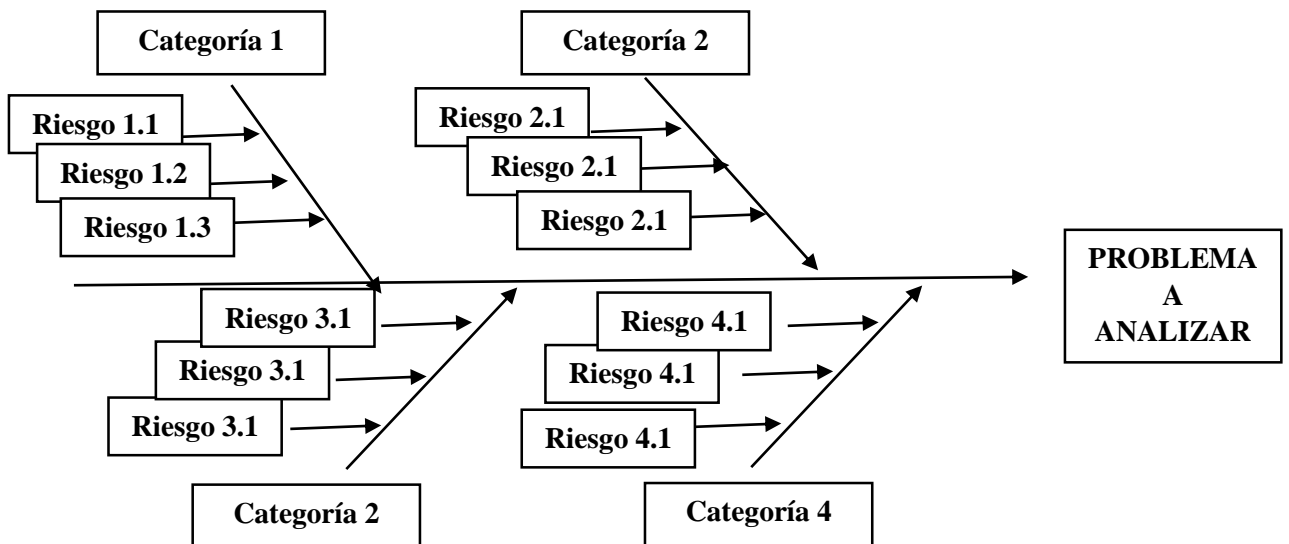 Categoría 1
Categoría 2
Riesgo 1.1
Riesgo 1.2
Riesgo 1.3
Riesgo 2.1
Riesgo 2.1
Riesgo 2.1
PROBLEMA
A
ANALIZAR
Riesgo 3.1
Riesgo 3.1
Riesgo 3.1
Riesgo 4.1
Riesgo 4.1
Riesgo 4.1
Categoría 2
Categoría 4